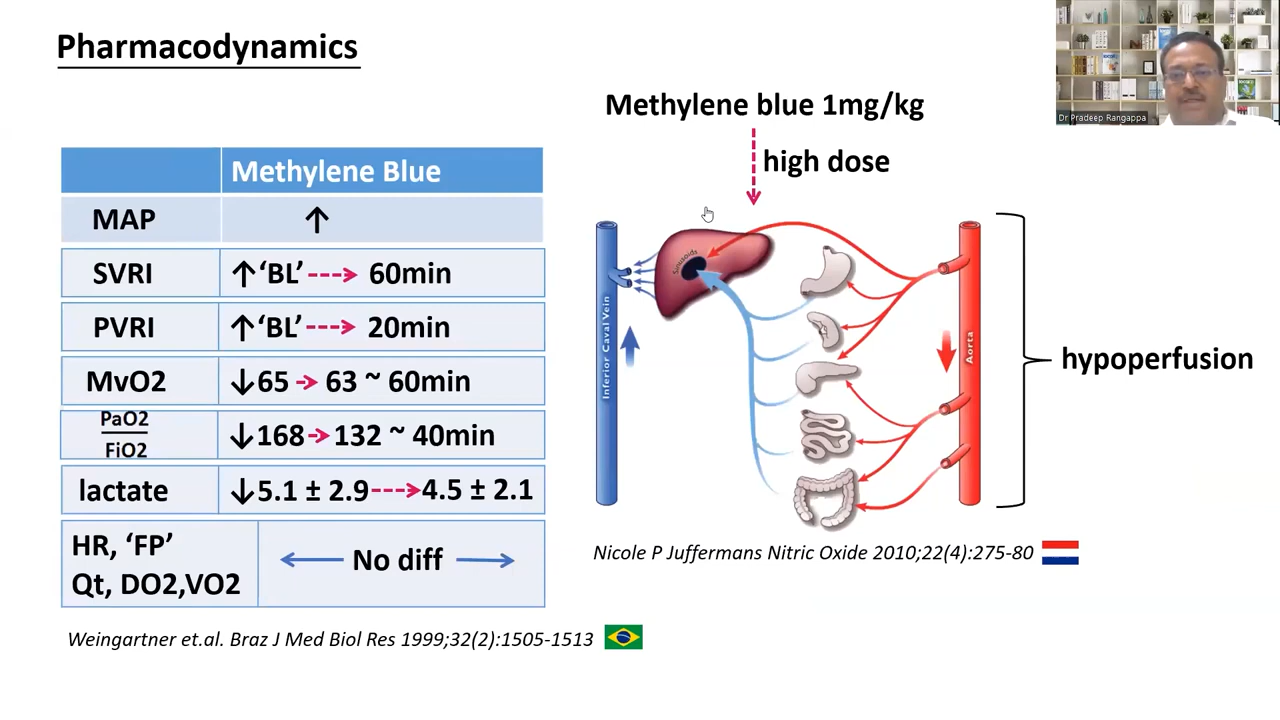 Pharmacodynamics
Dr Pradeep Rangappa
Methylene Blue
MAP ↑
SVRI ↑ 'BL' ---> 60min
PVRI ↑ 'BL' ---> 20min
MvO2 ↓65 → 63 ~ 60min
PaO2
FiO2
↓168 → 132 ~ 40min
lactate ↓5.1 ± 2.9 ---> 4.5 ± 2.1
HR, 'FP'
Qt, DO2,VO2
No diff
Weingartner et.al. Braz J Med Biol Res 1999;32(2):1505-1513
Methylene blue 1mg/kg
high dose
Sinusoids
Inferior Caval Vein
Aorta
hypoperfusion
Nicole P Juffermans Nitric Oxide 2010;22(4):275-80